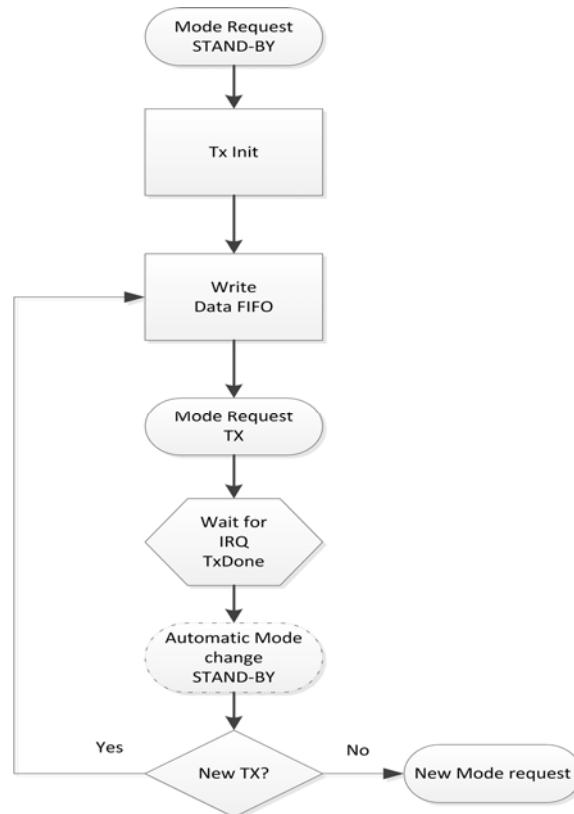 Mode Request
STAND-BY
Tx Init
Write
Data FIFO
Mode Request
TX
Wait for
IRQ
TxDone
Automatic Mode
change
STAND-BY
Yes
New TX?
No
New Mode request